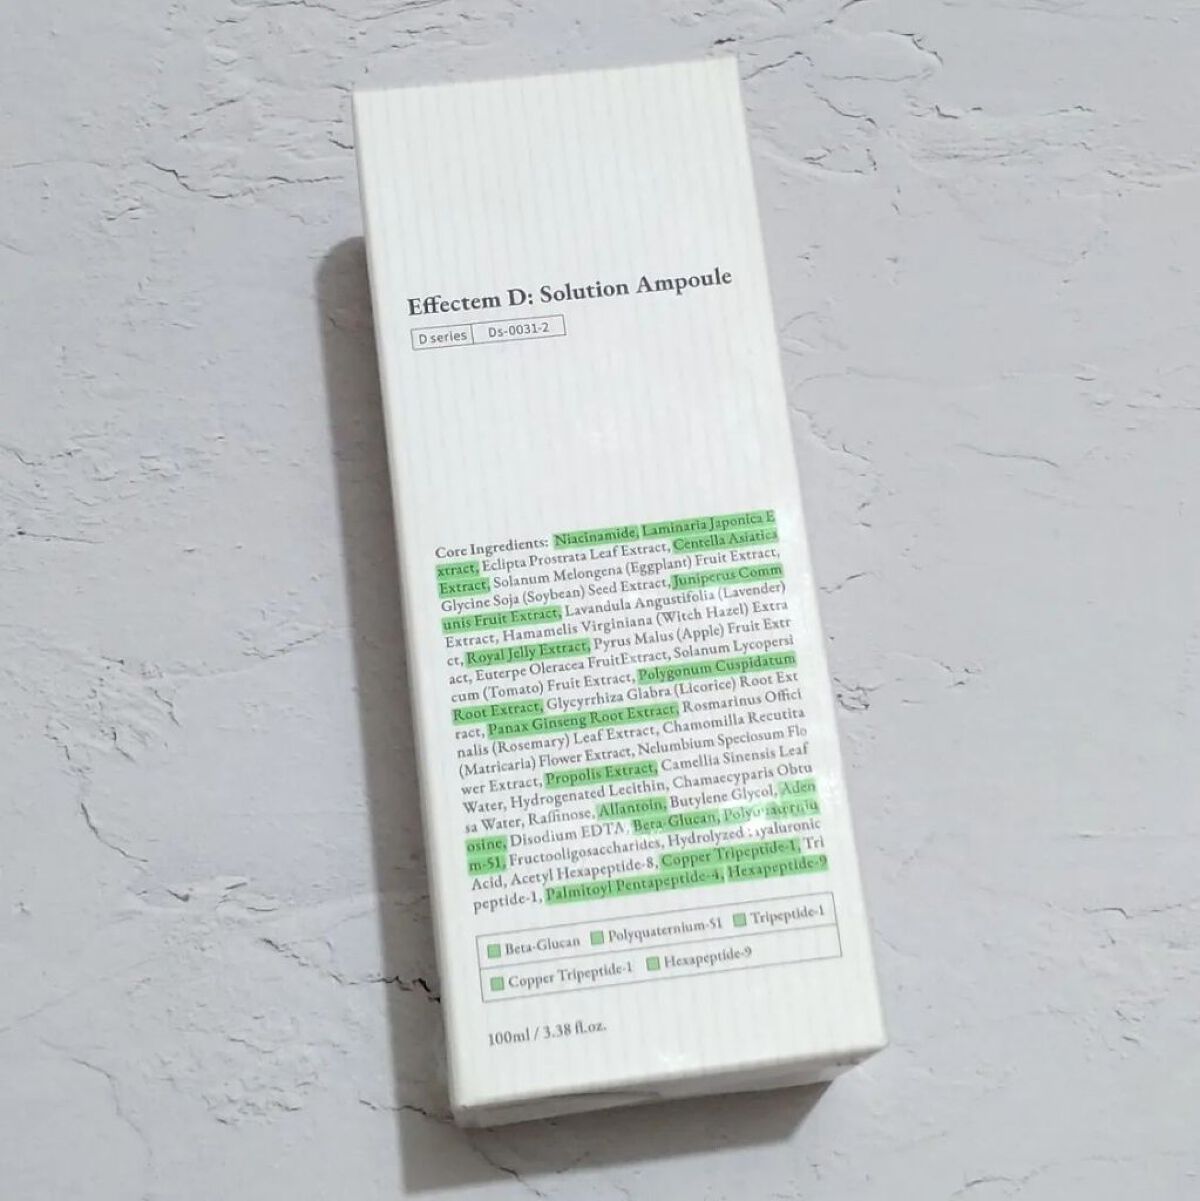 Effectem D: Solution Ampoule
D series Ds-0031-2
Core Ingredients: Niacinamide, Laminaria Japonica E
xtract, Eclipta Prostrata Leaf Extract, Centella Asiatica
Extract, Solanum Melongena (Eggplant) Fruit Extract,
Glycine Soja (Soybean) Seed Extract, Juniperus Comm
unis Fruit Extract, Lavandula Angustifolia (Lavender)
Extract, Hamamelis Virginiana (Witch Hazel) Extra
ct, Royal Jelly Extract, Pyrus Malus (Apple) Fruit Extr
act, Euterpe Oleracea FruitExtract, Solanum Lycopersi
cum (Tomato) Fruit Extract, Polygonum Cuspidatum
Root Extract, Glycyrrhiza Glabra (Licorice) Root Ext
ract, Panax Ginseng Root Extract, Rosmarinus Offici
nalis (Rosemary) Leaf Extract, Chamomilla Recutita
(Matricaria) Flower Extract, Nelumbium Speciosum Flo
wer Extract, Propolis Extract, Camellia Sinensis Leaf
Water, Hydrogenated Lecithin, Chamaecyparis Obtu
sa Water, Raffinose, Allantoin, Butylene Glycol, Aden
osine, Disodium EDTA, Beta-Glucan, Polyquaterniu
m-51, Fructooligosaccharides, Hydrolyzed Hyaluronic
Acid, Acetyl Hexapeptide-8, Copper Tripeptide-1, Tri
peptide-1, Palmitoyl Pentapeptide-4, Hexapeptide-9
Beta-Glucan Polyquaternium-51 Tripeptide-1
Copper Tripeptide-1 Hexapeptide-9
100ml / 3.38 fl.oz.